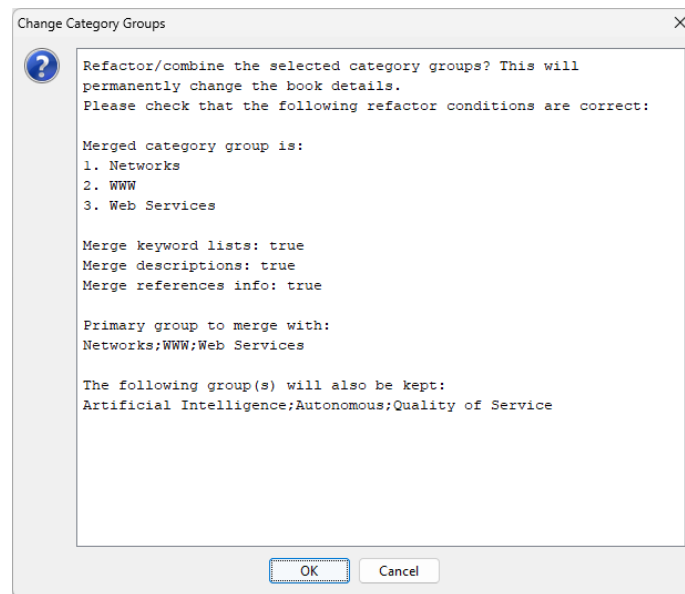 Change Category Groups
Refactor/combine the selected category groups? This will
permanently change the book details.
Please check that the following refactor conditions are correct:
Merged category group is:
1. Networks
2. WWW
3. Web Services
Merge keyword lists: true
Merge descriptions: true
Merge references info: true
Primary group to merge with:
Networks;WWW;Web Services
The following group(s) will also be kept:
Artificial Intelligence;Autonomous;Quality of Service
OK Cancel